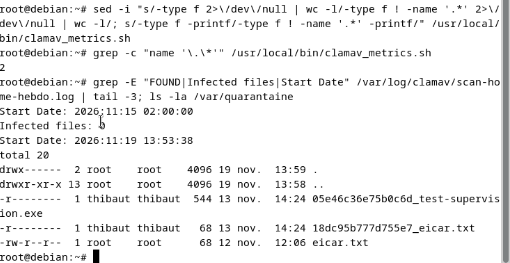 root@debian:~# sed -i "s/-type f 2>\/dev\/null | wc -l/-type f ! -name '.*' 2>\/
dev\/null | wc -l/; s/-type f -printf/-type f ! -name '.*' -printf/" /usr/local/
bin/clamav_metrics.sh
root@debian:~# grep -c "name '\.\*'" /usr/local/bin/clamav_metrics.sh
2
root@debian:~# grep -E "FOUND|Infected files|Start Date" /var/log/clamav/scan-ho
me-hebdo.log | tail -3; ls -la /var/quarantaine
Start Date: 2026:11:15 02:00:00
Infected files: 0
Start Date: 2026:11:19 13:53:38
total 20
drwx------  2 root    root    4096 19 nov.  13:59 .
drwxr-xr-x 13 root    root    4096 19 nov.  13:58 ..
-r--------  1 thibaut thibaut  544 13 nov.  14:24 05e46c36e75b0c6d_test-supervis
ion.exe
-r--------  1 thibaut thibaut   68 13 nov.  14:24 18dc95b777d755e7_eicar.txt
-rw-r--r--  1 root    root      68 12 nov.  12:06 eicar.txt
root@debian:~#